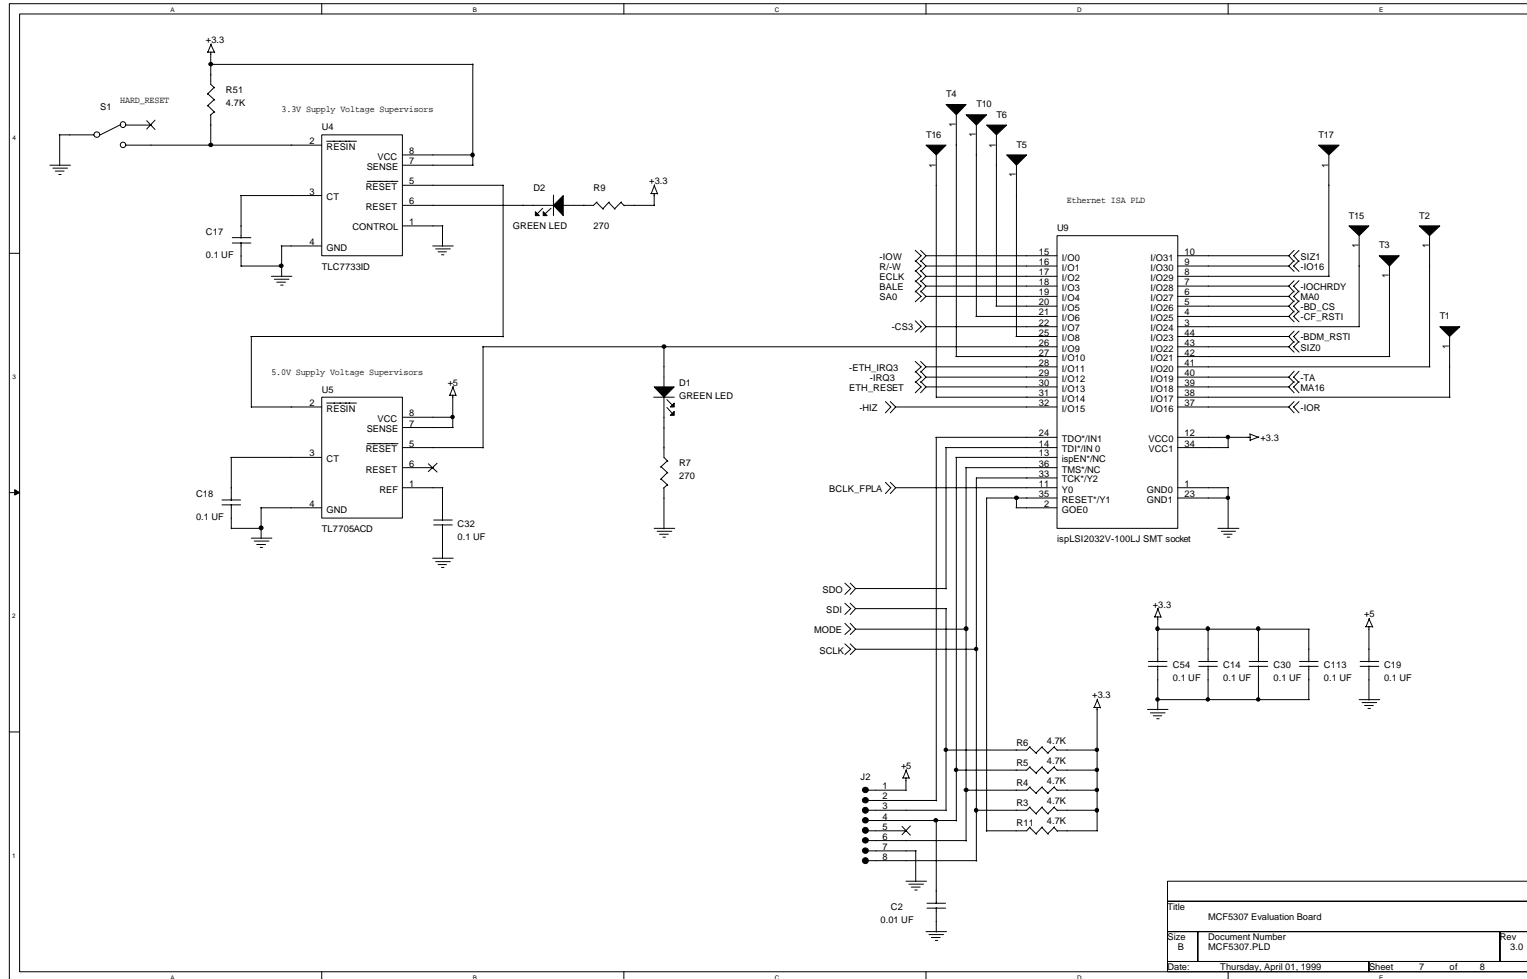 A B C D E
+3.3
R51
4.7K
S1 HARD_RESET
3.3V Supply Voltage Supervisors
U4
2 RESIN
VCC 8
SENSE 7
RESET 5
3 CT
RESET 6
CONTROL 1
4 GND
TLC7733ID
C17
0.1 UF
D2
GREEN LED
R9
270
+3.3
5.0V Supply Voltage Supervisors
U5
+5
2 RESIN
VCC 8
SENSE 7
RESET 5
3 CT
RESET 6
REF 1
4 GND
TL7705ACD
C18
0.1 UF
C32
0.1 UF
D1
GREEN LED
R7
270
T4
T10
T6
T16
T5
T17
T15
T2
T3
T1
1 1 1 1 1 1 1 1 1 1
Ethernet ISA PLD
U9
-IOW 15 I/O0
R/-W 16 I/O1
ECLK 17 I/O2
BALE 18 I/O3
SA0 19 I/O4
20 I/O5
21 I/O6
-CS3 22 I/O7
25 I/O8
26 I/O9
27 I/O10
-ETH_IRQ3 28 I/O11
-IRQ3 29 I/O12
ETH_RESET 30 I/O13
31 I/O14
-HIZ 32 I/O15
24 TDO*/IN1
14 TDI*/IN 0
13 ispEN*/NC
36 TMS*/NC
33 TCK*/Y2
BCLK_FPLA 11 Y0
35 RESET*/Y1
2 GOE0
I/O31 10 SIZ1
I/O30 9 -IO16
I/O29 8
I/O28 7 -IOCHRDY
I/O27 6 MA0
I/O26 5 -BD_CS
I/O25 4 -CF_RSTI
I/O24 3
I/O23 44 -BDM_RSTI
I/O22 43 SIZ0
I/O21 42
I/O20 41
I/O19 40 -TA
I/O18 39 MA16
I/O17 38
I/O16 37 -IOR
VCC0 12 +3.3
VCC1 34
GND0 1
GND1 23
ispLSI2032V-100LJ SMT socket
SDO
SDI
MODE
SCLK
+3.3
C54
0.1 UF
C14
0.1 UF
C30
0.1 UF
C113
0.1 UF
+5
C19
0.1 UF
+3.3
R6 4.7K
R5 4.7K
R4 4.7K
R3 4.7K
R11 4.7K
J2
+5
1
2
3
4
5
6
7
8
C2
0.01 UF
4
3
2
1
Title
MCF5307 Evaluation Board
Size Document Number Rev
B MCF5307.PLD 3.0
Date: Thursday, April 01, 1999 Sheet 7 of 8
A B C D E